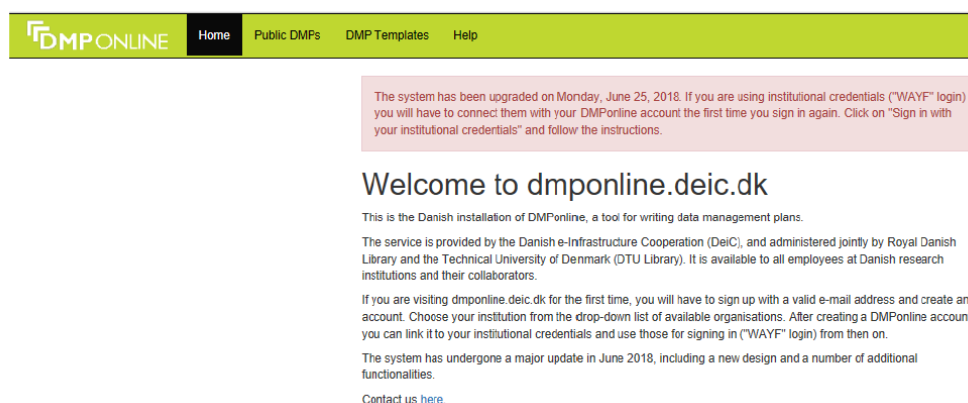 DMPONLINE Home Public DMPs DMP Templates Help
The system has been upgraded on Monday, June 25, 2018. If you are using institutional credentials ("WAYF" login)
you will have to connect them with your DMPonline account the first time you sign in again. Click on "Sign in with
your institutional credentials" and follow the instructions.
Welcome to dmponline.deic.dk
This is the Danish installation of DMPonline, a tool for writing data management plans.
The service is provided by the Danish e-Infrastructure Cooperation (DeiC), and administered jointly by Royal Danish
Library and the Technical University of Denmark (DTU Library). It is available to all employees at Danish research
institutions and their collaborators.
If you are visiting dmponline.deic.dk for the first time, you will have to sign up with a valid e-mail address and create an
account. Choose your institution from the drop-down list of available organisations. After creating a DMPonline accoun
you can link it to your institutional credentials and use those for signing in ("WAYF" login) from then on.
The system has undergone a major update in June 2018, including a new design and a number of additional
functionalities.
Contact us here.